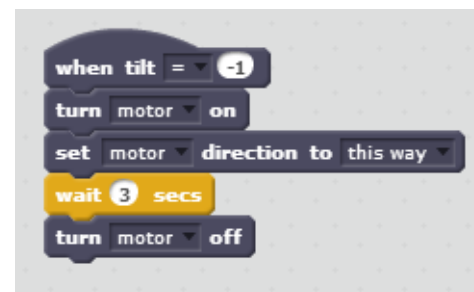 when tilt = -1
turn motor on
set motor direction to this way
wait 3 secs
turn motor off